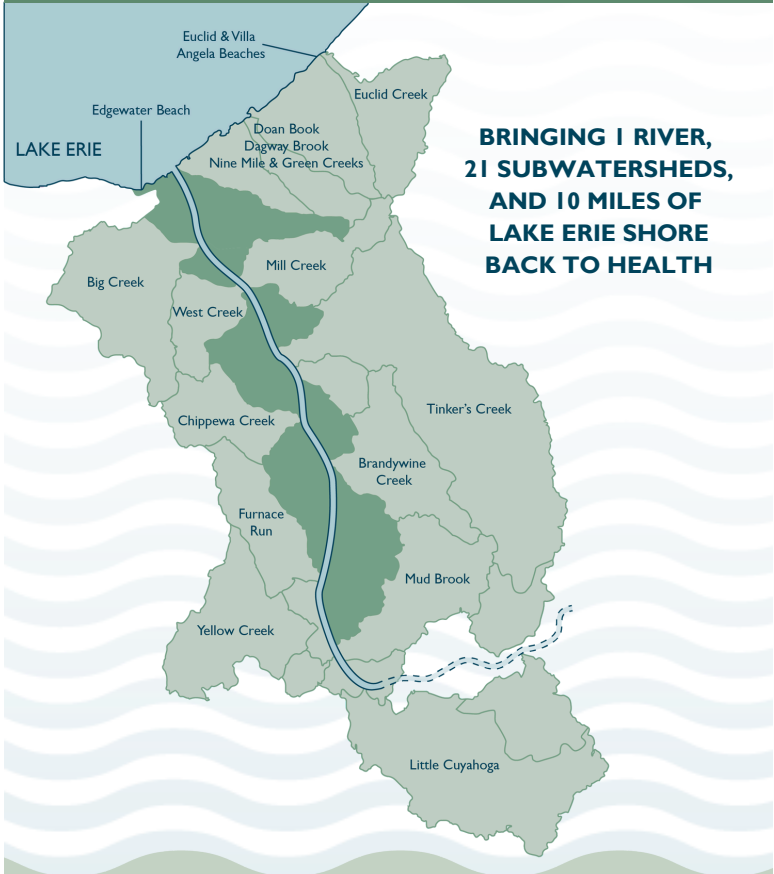 Euclid & Villa
Angela Beaches
Euclid Creek
Edgewater Beach
Doan Book
Dagway Brook
Nine Mile & Green Creeks
LAKE ERIE
BRINGING 1 RIVER,
21 SUBWATERSHEDS,
AND 10 MILES OF
LAKE ERIE SHORE
BACK TO HEALTH
Mill Creek
Big Creek
West Creek
Tinker's Creek
Chippewa Creek
Brandywine
Creek
Furnace
Run
Mud Brook
Yellow Creek
Little Cuyahoga